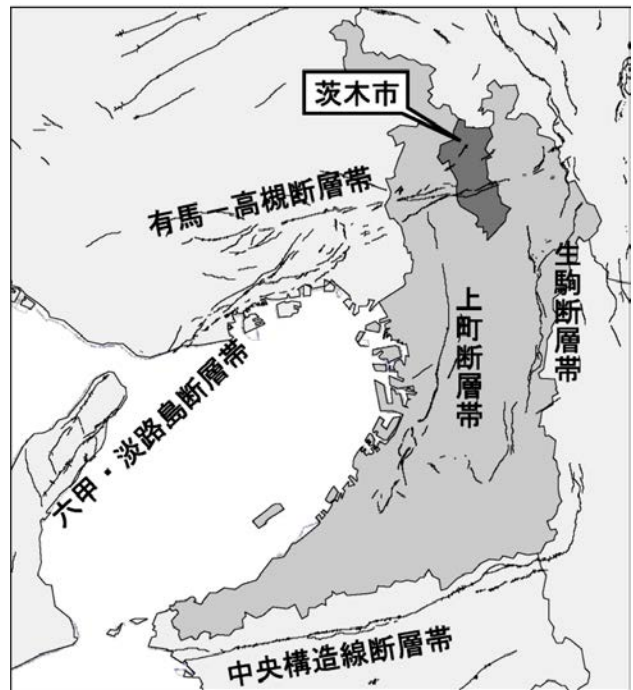 茨木市
有馬ー高槻断層帯
生駒断層帯
上町断層帯
六甲・淡路島断層帯
中央構造線断層帯